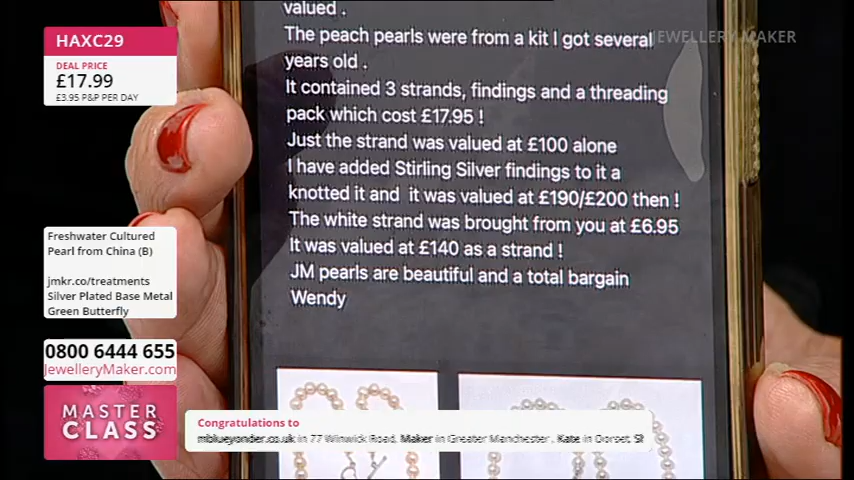 HAXC29
DEAL PRICE
£17.99
£3.95 P&P PER DAY
valued .
The peach pearls were from a kit I got several
years old .
It contained 3 strands, findings and a threading
pack which cost £17.95 !
Just the strand was valued at £100 alone
I have added Stirling Silver findings to it a
knotted it and it was valued at £190/£200 then !
The white strand was brought from you at £6.95
It was valued at £140 as a strand !
JM pearls are beautiful and a total bargain
Wendy
JEWELLERY MAKER
Freshwater Cultured
Pearl from China (B)
jmkr.co/treatments
Silver Plated Base Metal
Green Butterfly
0800 6444 655
JewelleryMaker.com
MASTER
CLASS
Congratulations to
mblueyonder.co.uk in 77 Winwick Road, Maker in Greater Manchester , Kate in Dorset,